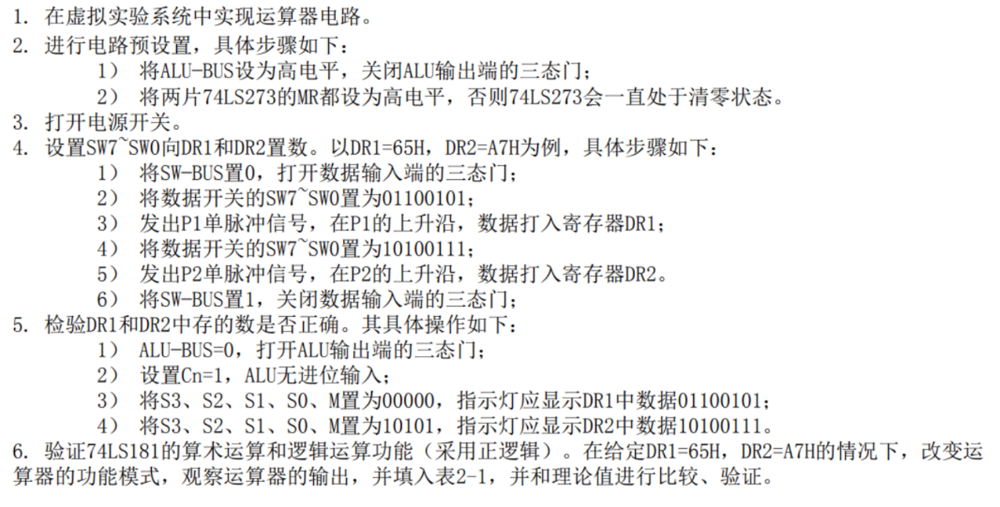 1. 在虚拟实验系统中实现运算器电路。
2. 进行电路预设置，具体步骤如下：
1） 将ALU-BUS设为高电平，关闭ALU输出端的三态门；
2） 将两片74LS273的MR都设为高电平，否则74LS273会一直处于清零状态。
3. 打开电源开关。
4. 设置SW7~SW0向DR1和DR2置数。以DR1=65H，DR2=A7H为例，具体步骤如下：
1） 将SW-BUS置0，打开数据输入端的三态门；
2） 将数据开关的SW7~SW0置为01100101；
3） 发出P1单脉冲信号，在P1的上升沿，数据打入寄存器DR1；
4） 将数据开关的SW7~SW0置为10100111；
5） 发出P2单脉冲信号，在P2的上升沿，数据打入寄存器DR2。
6） 将SW-BUS置1，关闭数据输入端的三态门；
5. 检验DR1和DR2中存的数是否正确。其具体操作如下：
1） ALU-BUS=0，打开ALU输出端的三态门；
2） 设置Cn=1，ALU无进位输入；
3） 将S3、S2、S1、S0、M置为00000，指示灯应显示DR1中数据01100101；
4） 将S3、S2、S1、S0、M置为10101，指示灯应显示DR2中数据10100111。
6. 验证74LS181的算术运算和逻辑运算功能（采用正逻辑）。在给定DR1=65H，DR2=A7H的情况下，改变运
算器的功能模式，观察运算器的输出，并填入表2-1，并和理论值进行比较、验证。